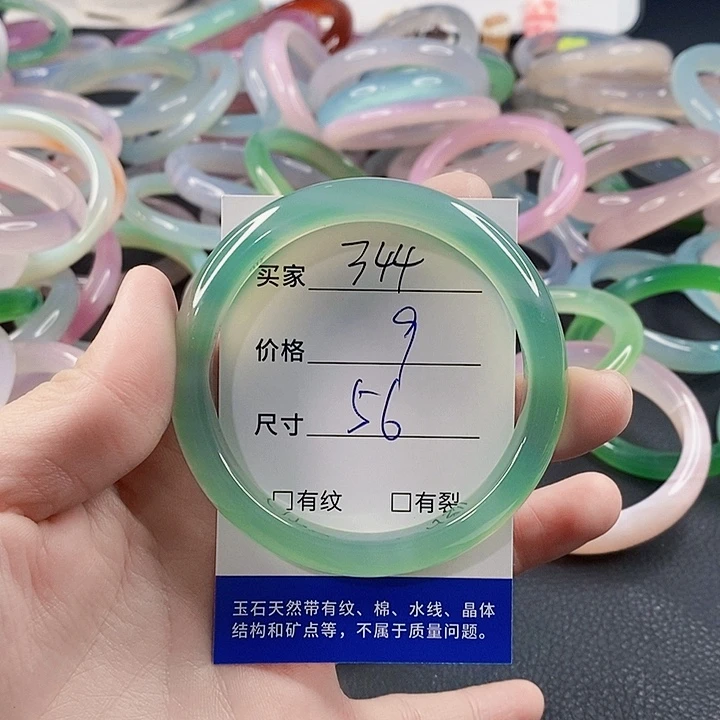 买家 344
价格 9
尺寸 56
□有纹 □有裂
玉石天然带有纹、棉、水线、晶体
结构和矿点等，不属于质量问题。